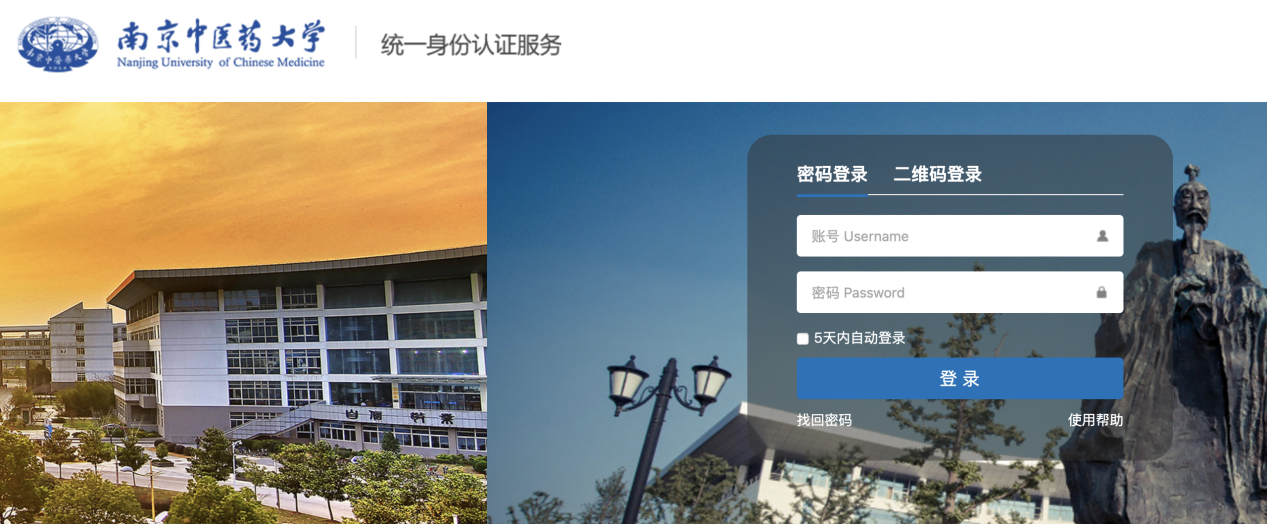 南京中医药大学
Nanjing University of Chinese Medicine
统一身份认证服务
密码登录 二维码登录
账号 Username
密码 Password
5天内自动登录
登 录
找回密码 使用帮助